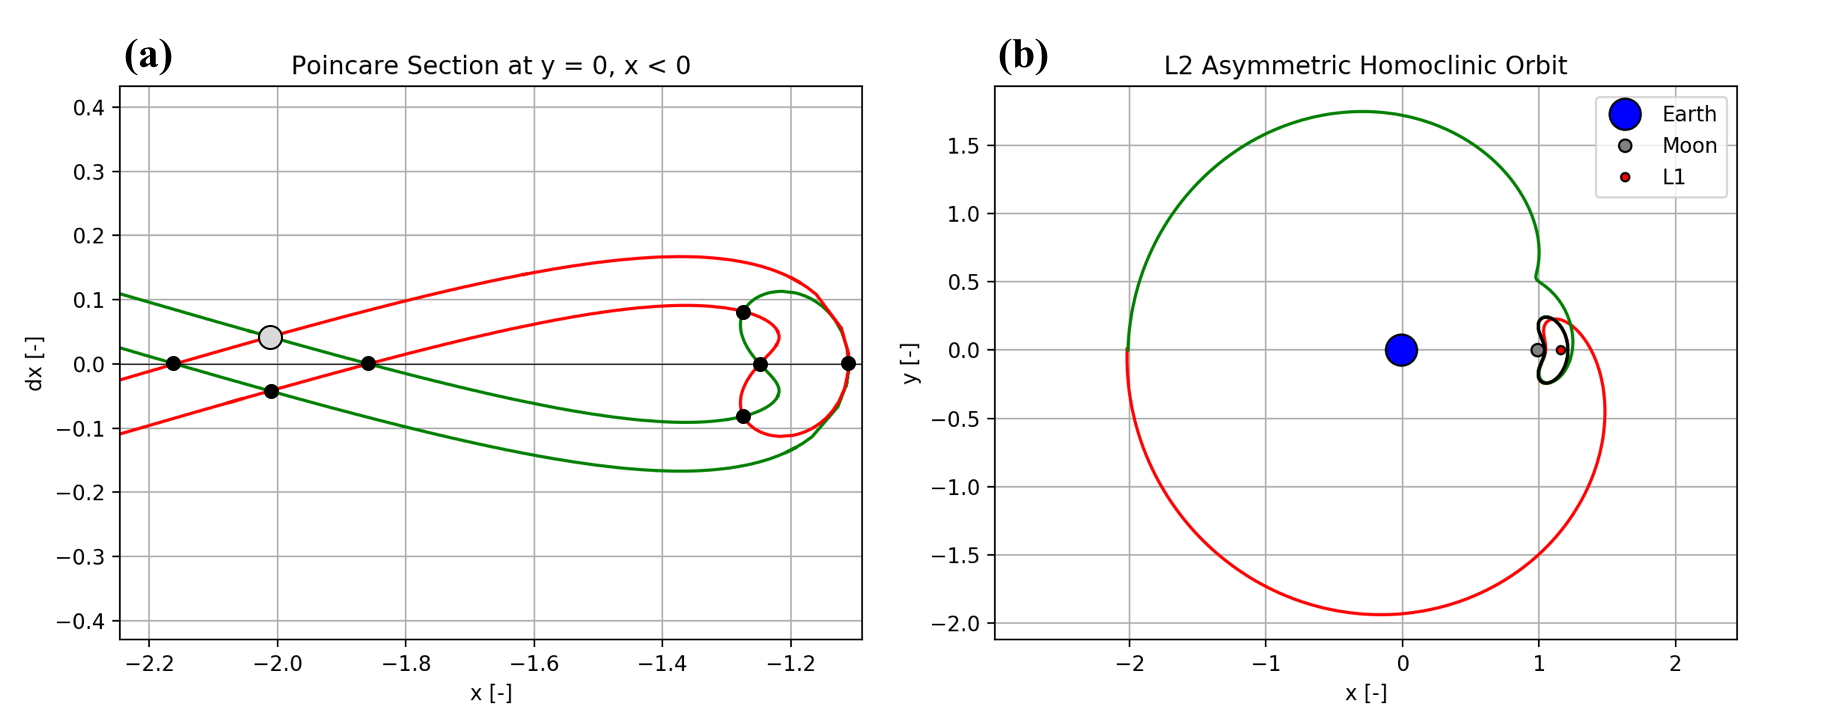 (a)
Poincare Section at y = 0, x < 0
0.4
0.3
0.2
0.1
0.0
−0.1
−0.2
−0.3
−0.4
dx [-]
−2.2
−2.0
−1.8
−1.6
−1.4
−1.2
x [-]
(b)
L2 Asymmetric Homoclinic Orbit
Earth
Moon
L1
1.5
1.0
0.5
0.0
−0.5
−1.0
−1.5
−2.0
y [-]
−2
−1
0
1
2
x [-]